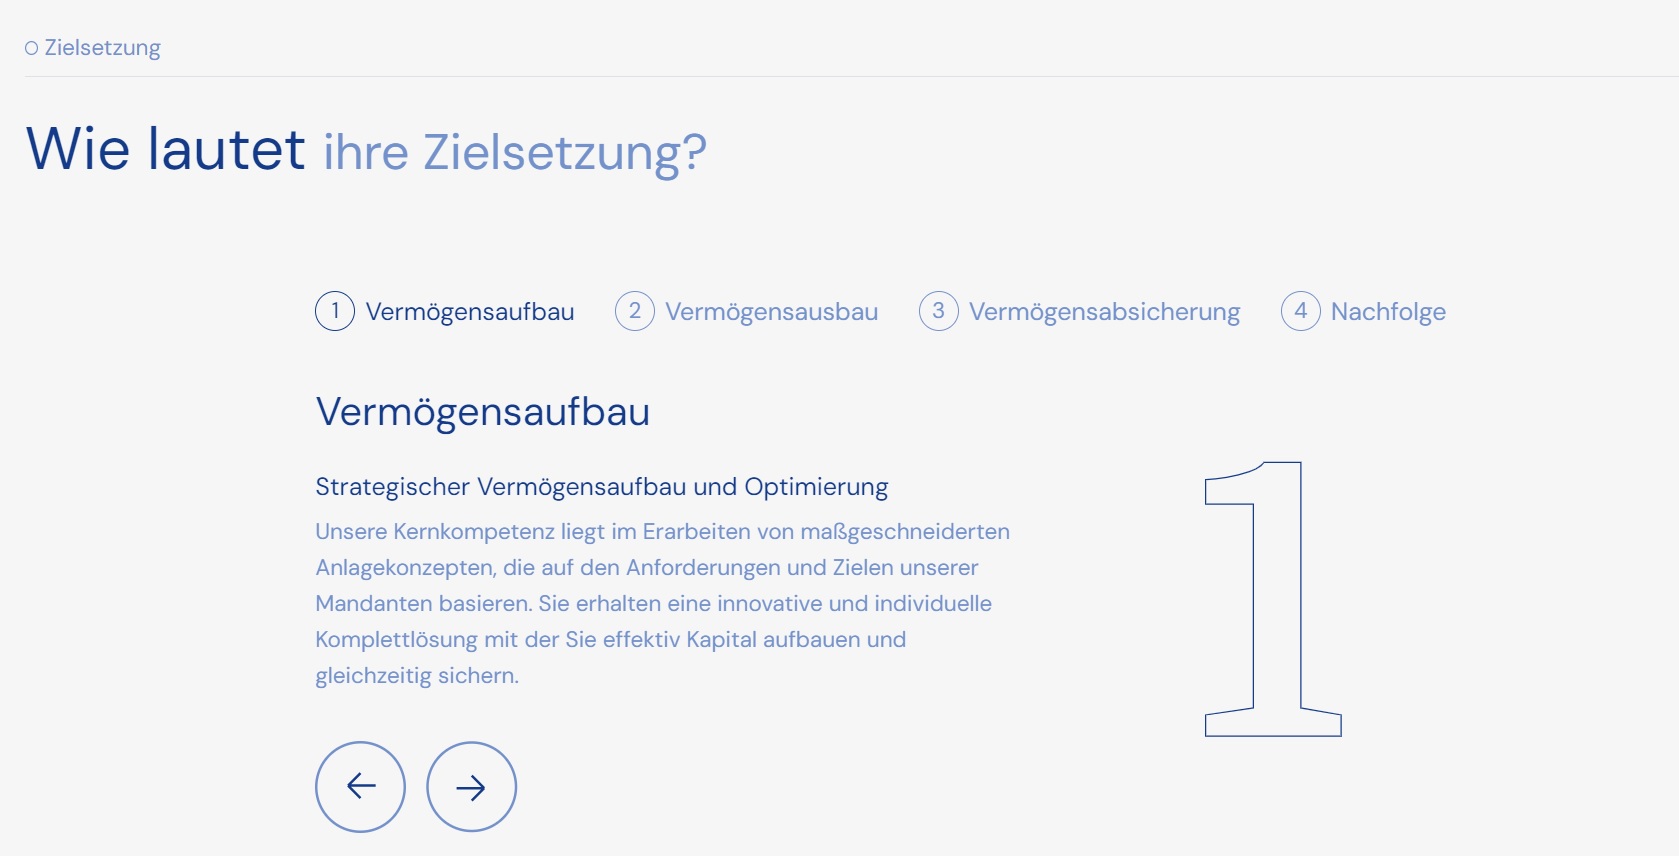 O Zielsetzung
Wie lautet ihre Zielsetzung?
1 Vermögensaufbau 2 Vermögensausbau 3 Vermögensabsicherung 4 Nachfolge
Vermögensaufbau
Strategischer Vermögensaufbau und Optimierung
Unsere Kernkompetenz liegt im Erarbeiten von maßgeschneiderten
Anlagekonzepten, die auf den Anforderungen und Zielen unserer
Mandanten basieren. Sie erhalten eine innovative und individuelle
Komplettlösung mit der Sie effektiv Kapital aufbauen und
gleichzeitig sichern.
1